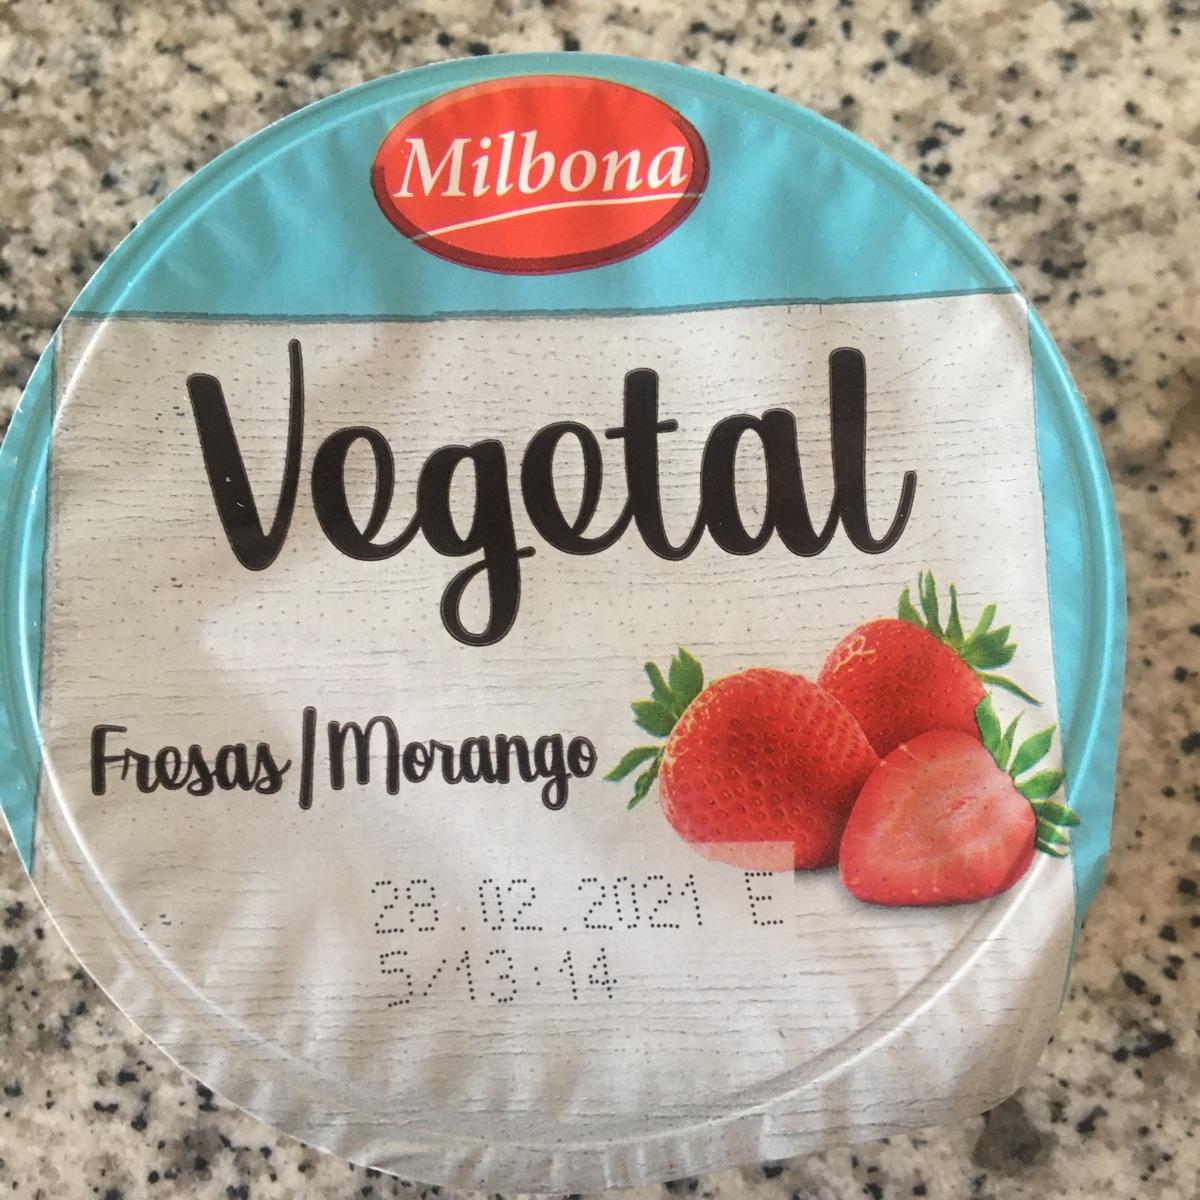 Milbona
Vegetal
Fresas/Morango
28.02.2021 E
5/13:14